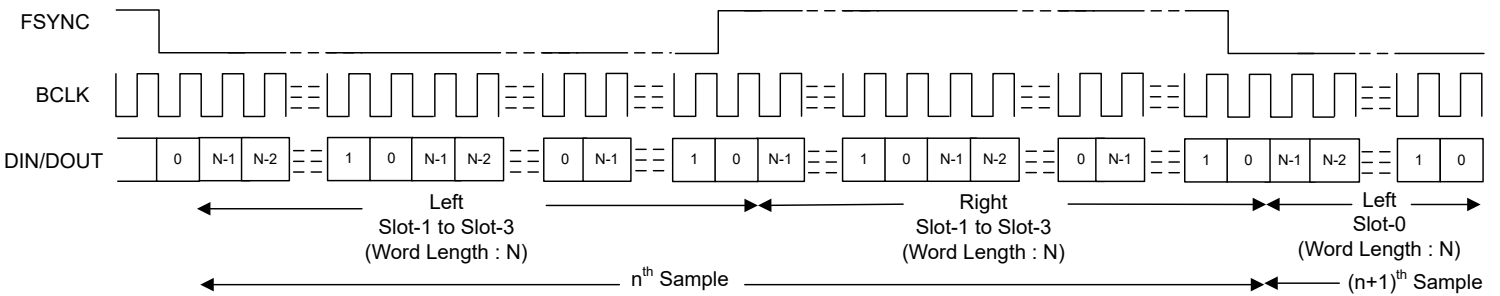 FSYNC
BCLK
DIN/DOUT
0 N-1 N-2 1 0 N-1 N-2 0 N-1 1 0 N-1 1 0 N-1 N-2 0 N-1 1 0 N-1 N-2 1 0
Left
Slot-1 to Slot-3
(Word Length : N)
Right
Slot-1 to Slot-3
(Word Length : N)
Left
Slot-0
(Word Length : N)
nth Sample
(n+1)th Sample